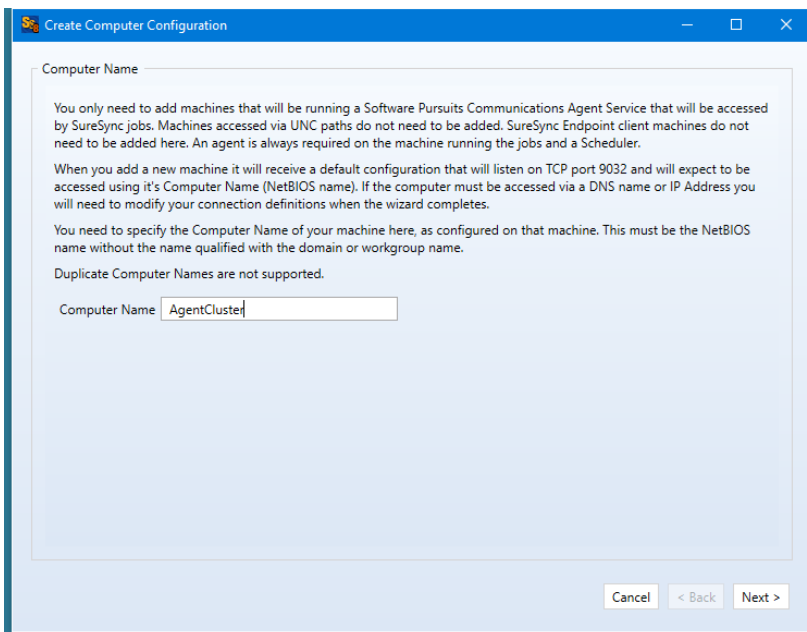 Create Computer Configuration
Computer Name
You only need to add machines that will be running a Software Pursuits Communications Agent Service that will be accessed
by SureSync jobs. Machines accessed via UNC paths do not need to be added. SureSync Endpoint client machines do not
need to be added here. An agent is always required on the machine running the jobs and a Scheduler.
When you add a new machine it will receive a default configuration that will listen on TCP port 9032 and will expect to be
accessed using it's Computer Name (NetBIOS name). If the computer must be accessed via a DNS name or IP Address you
will need to modify your connection definitions when the wizard completes.
You need to specify the Computer Name of your machine here, as configured on that machine. This must be the NetBIOS
name without the name qualified with the domain or workgroup name.
Duplicate Computer Names are not supported.
Computer Name AgentCluster
Cancel < Back Next >